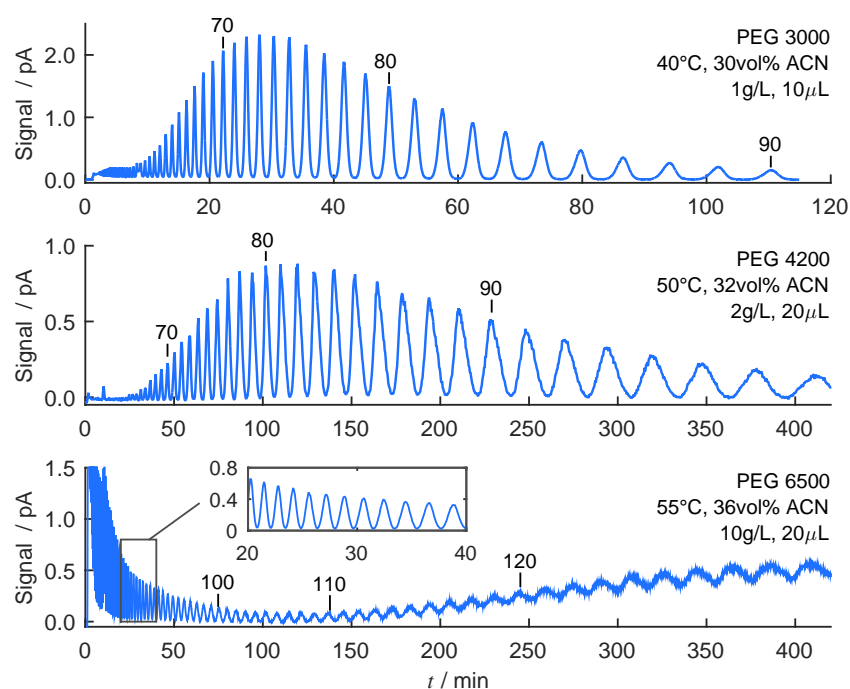 2.0
1.0
0.0
Signal / pA
70
80
90
PEG 3000
40°C, 30vol% ACN
1g/L, 10μL
0 20 40 60 80 100 120
1.0
0.5
0.0
Signal / pA
70
80
90
PEG 4200
50°C, 32vol% ACN
2g/L, 20μL
0 50 100 150 200 250 300 350 400
1.5
1.0
0.5
0.0
Signal / pA
0.8
0.4
0
20 30 40
100
110
120
PEG 6500
55°C, 36vol% ACN
10g/L, 20μL
0 50 100 150 200 250 300 350 400
t / min